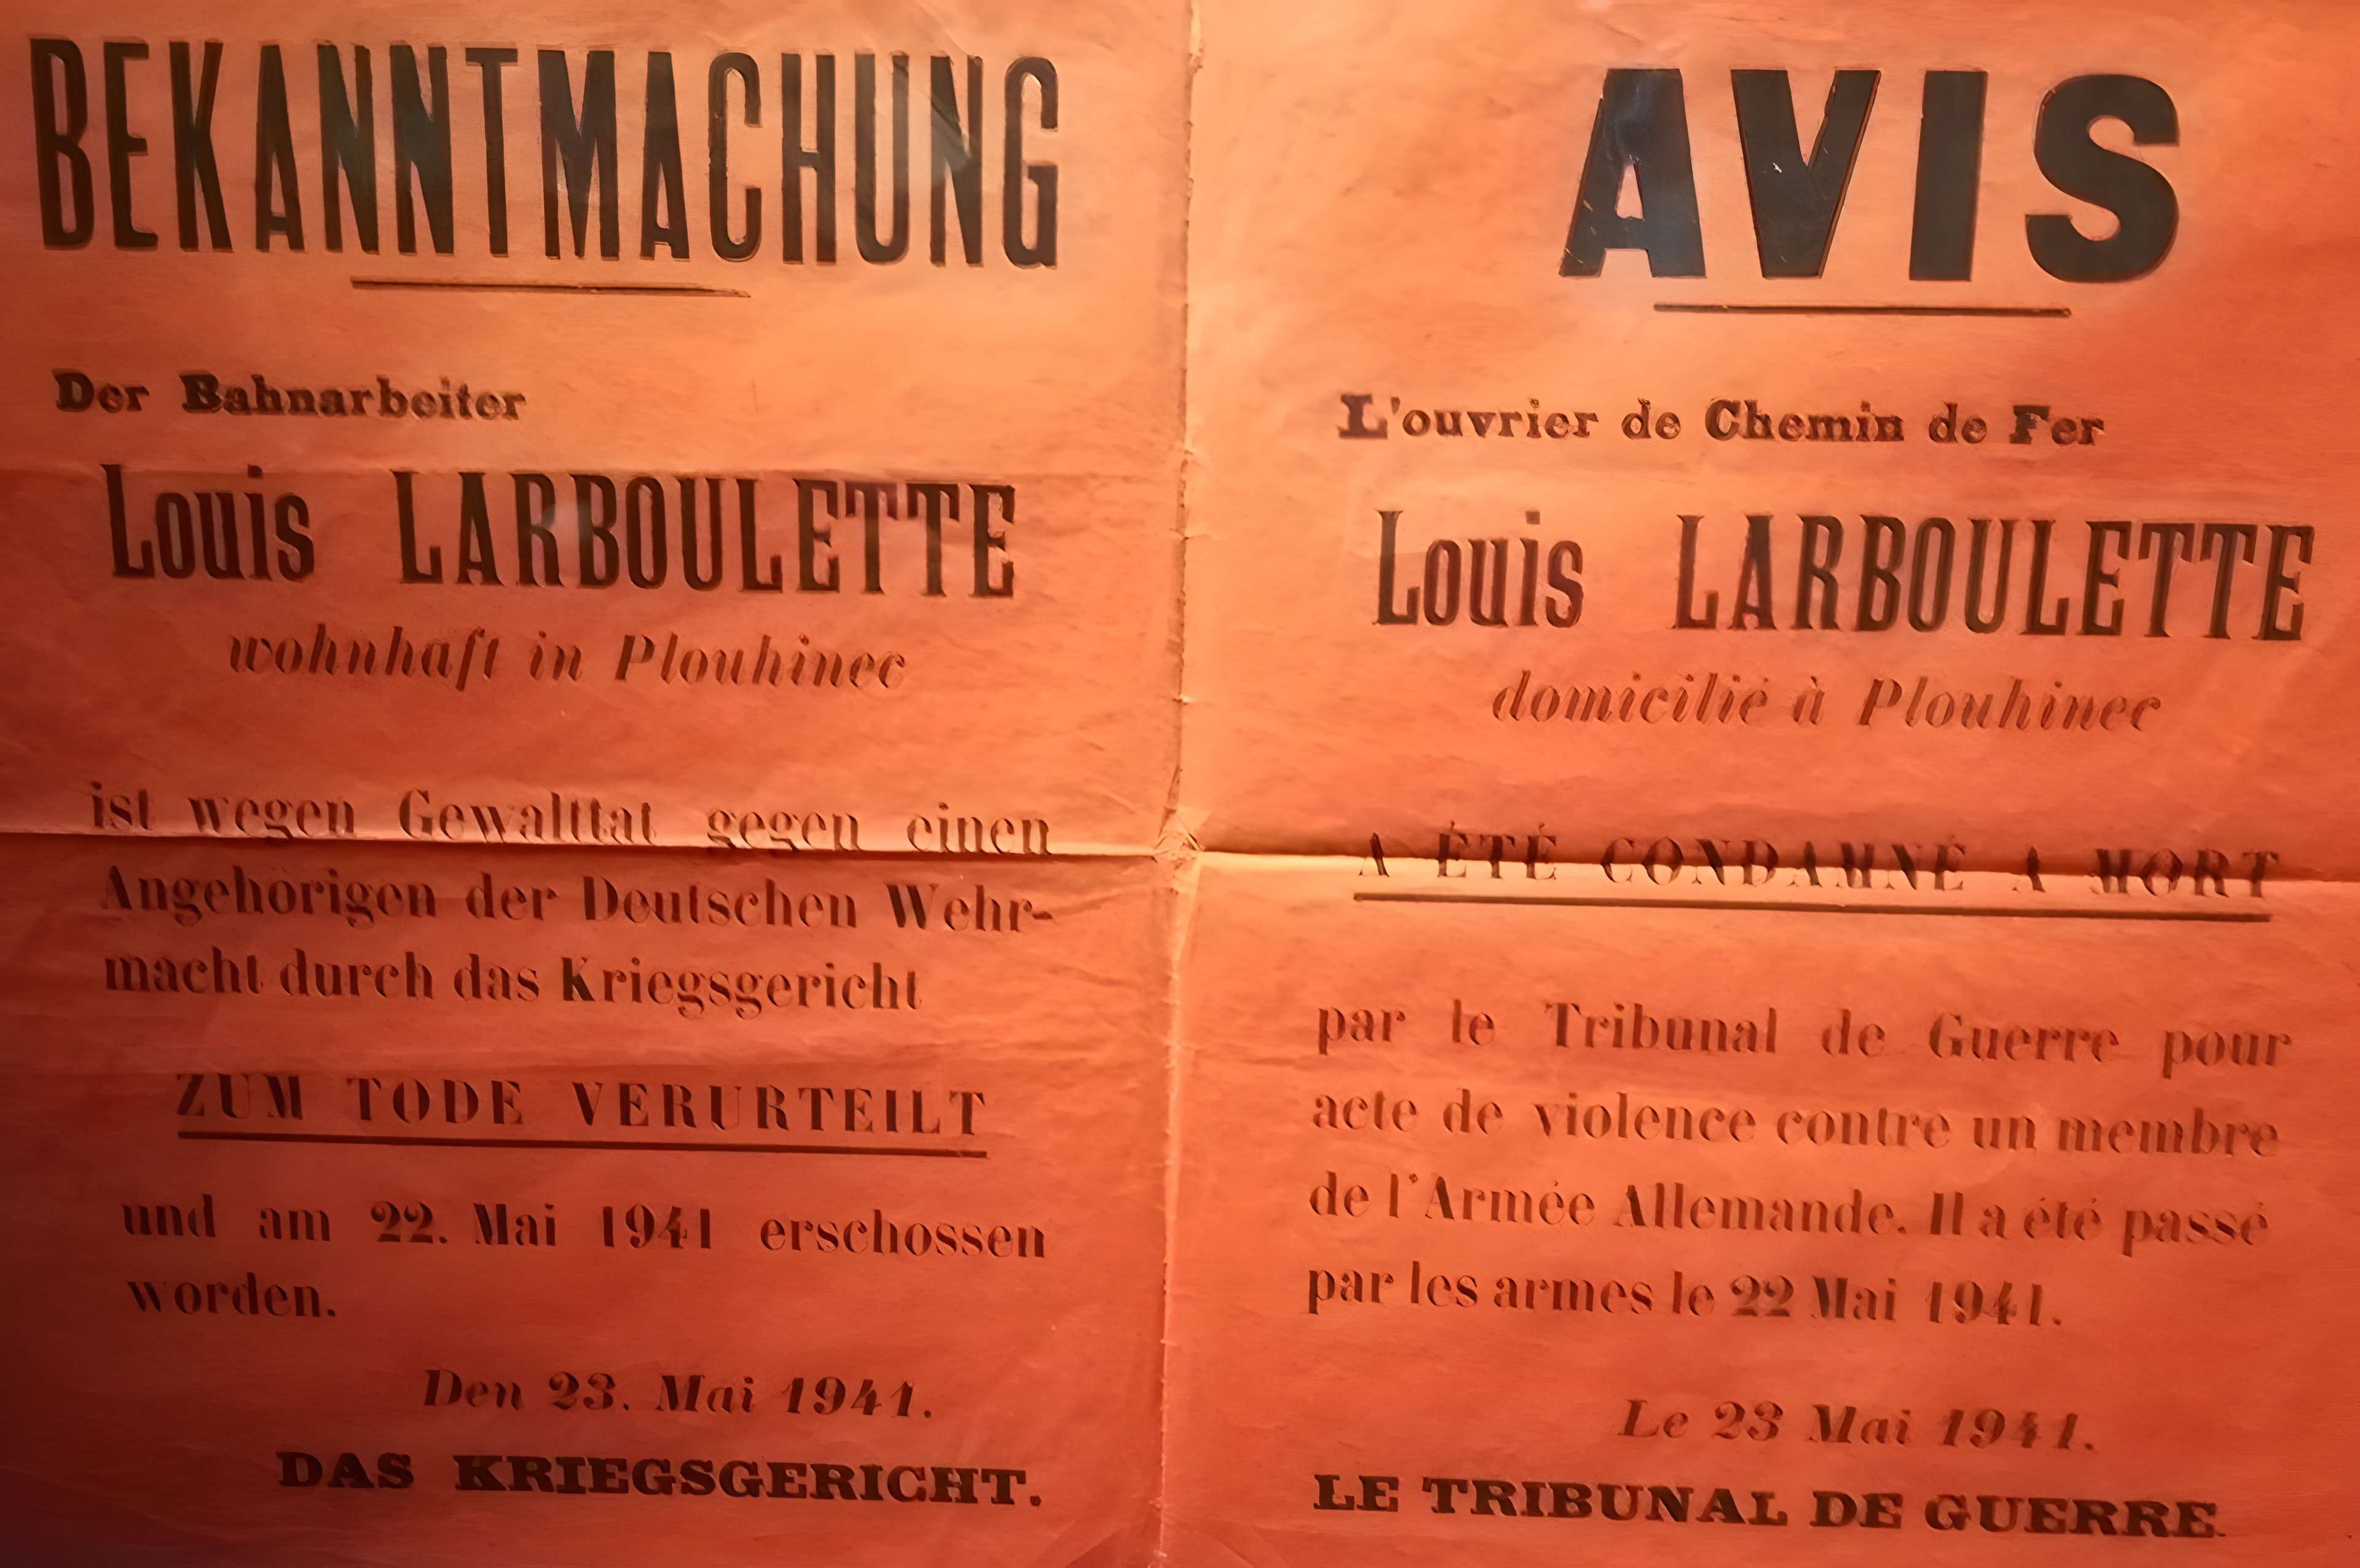 BEKANNTMACHUNG
Der Bahnarbeiter
Louis LARBOULETTE
wohnhaft in Plouhinec
ist wegen Gewalttat gegen einen
Angehörigen der Deutschen Wehr-
macht durch das Kriegsgericht
ZUM TODE VERURTEILT
und am 22. Mai 1941 erschossen
worden.
Den 23. Mai 1941.
DAS KRIEGSGERICHT.
AVIS
L'ouvrier de Chemin de Fer
Louis LARBOULETTE
domicilié à Plouhinec
A ÉTÉ CONDAMNÉ A MORT
par le Tribunal de Guerre pour
acte de violence contre un membre
de l'Armée Allemande. Il a été passé
par les armes le 22 Mai 1941.
Le 23 Mai 1941.
LE TRIBUNAL DE GUERRE.